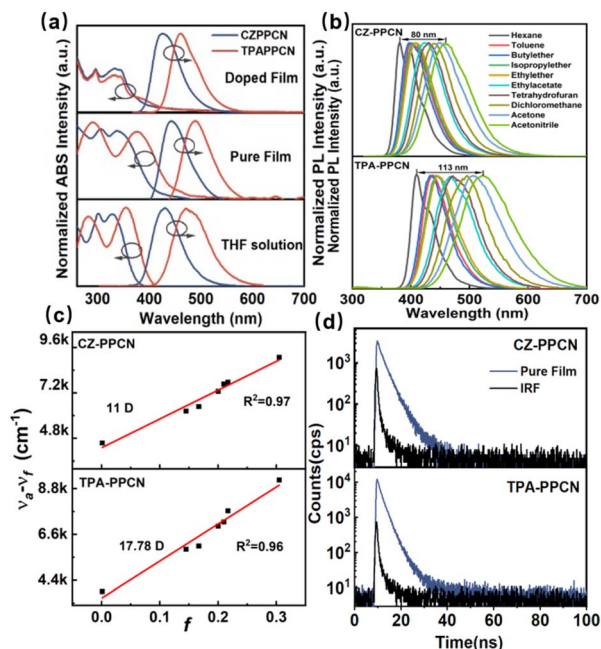 (a)
CZPPCN
TPAPPCN
Doped Film
Pure Film
THF solution
Normalized ABS Intensity (a.u.)
Normalized PL Intensity (a.u.)
300 400 500 600 700
Wavelength (nm)
(b)
CZ-PPCN
80 nm
Hexane
Toluene
Butylether
Isopropylether
Ethylether
Ethylacetate
Tetrahydrofuran
Dichloromethane
Acetone
Acetonitrile
TPA-PPCN
113 nm
Normalized PL Intensity (a.u.)
300 400 500 600 700
Wavelength (nm)
(c)
CZ-PPCN
9.6k
7.2k
4.8k
11 D
R²=0.97
TPA-PPCN
8.8k
6.6k
4.4k
17.78 D
R²=0.96
νa-νf (cm⁻¹)
0.0 0.1 0.2 0.3
f
(d)
CZ-PPCN
Pure Film
IRF
10³
10²
10¹
TPA-PPCN
10⁴
10³
10²
10¹
Counts(cps)
0 20 40 60 80 100
Time(ns)